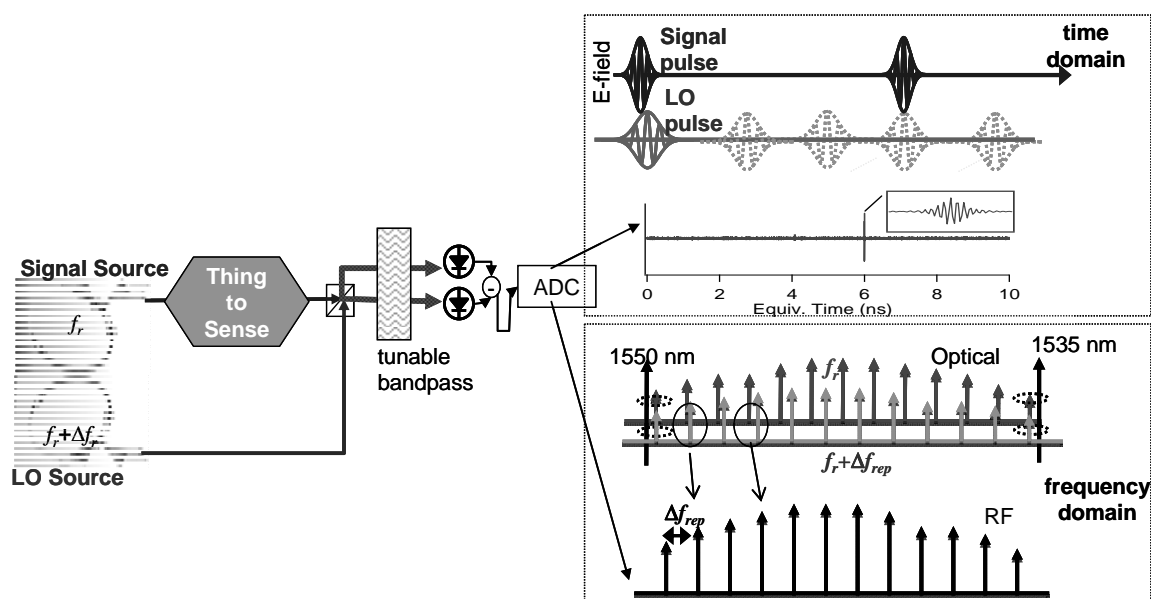 Signal Source
f_r
f_r+Δf_r
LO Source
Thing
to
Sense
tunable
bandpass
-
ADC
E-field
Signal
pulse
LO
pulse
time
domain
0 2 4 6 8 10
Equiv. Time (ns)
1550 nm
f_r
Optical
1535 nm
f_r+Δf_rep
frequency
domain
Δf_rep
RF